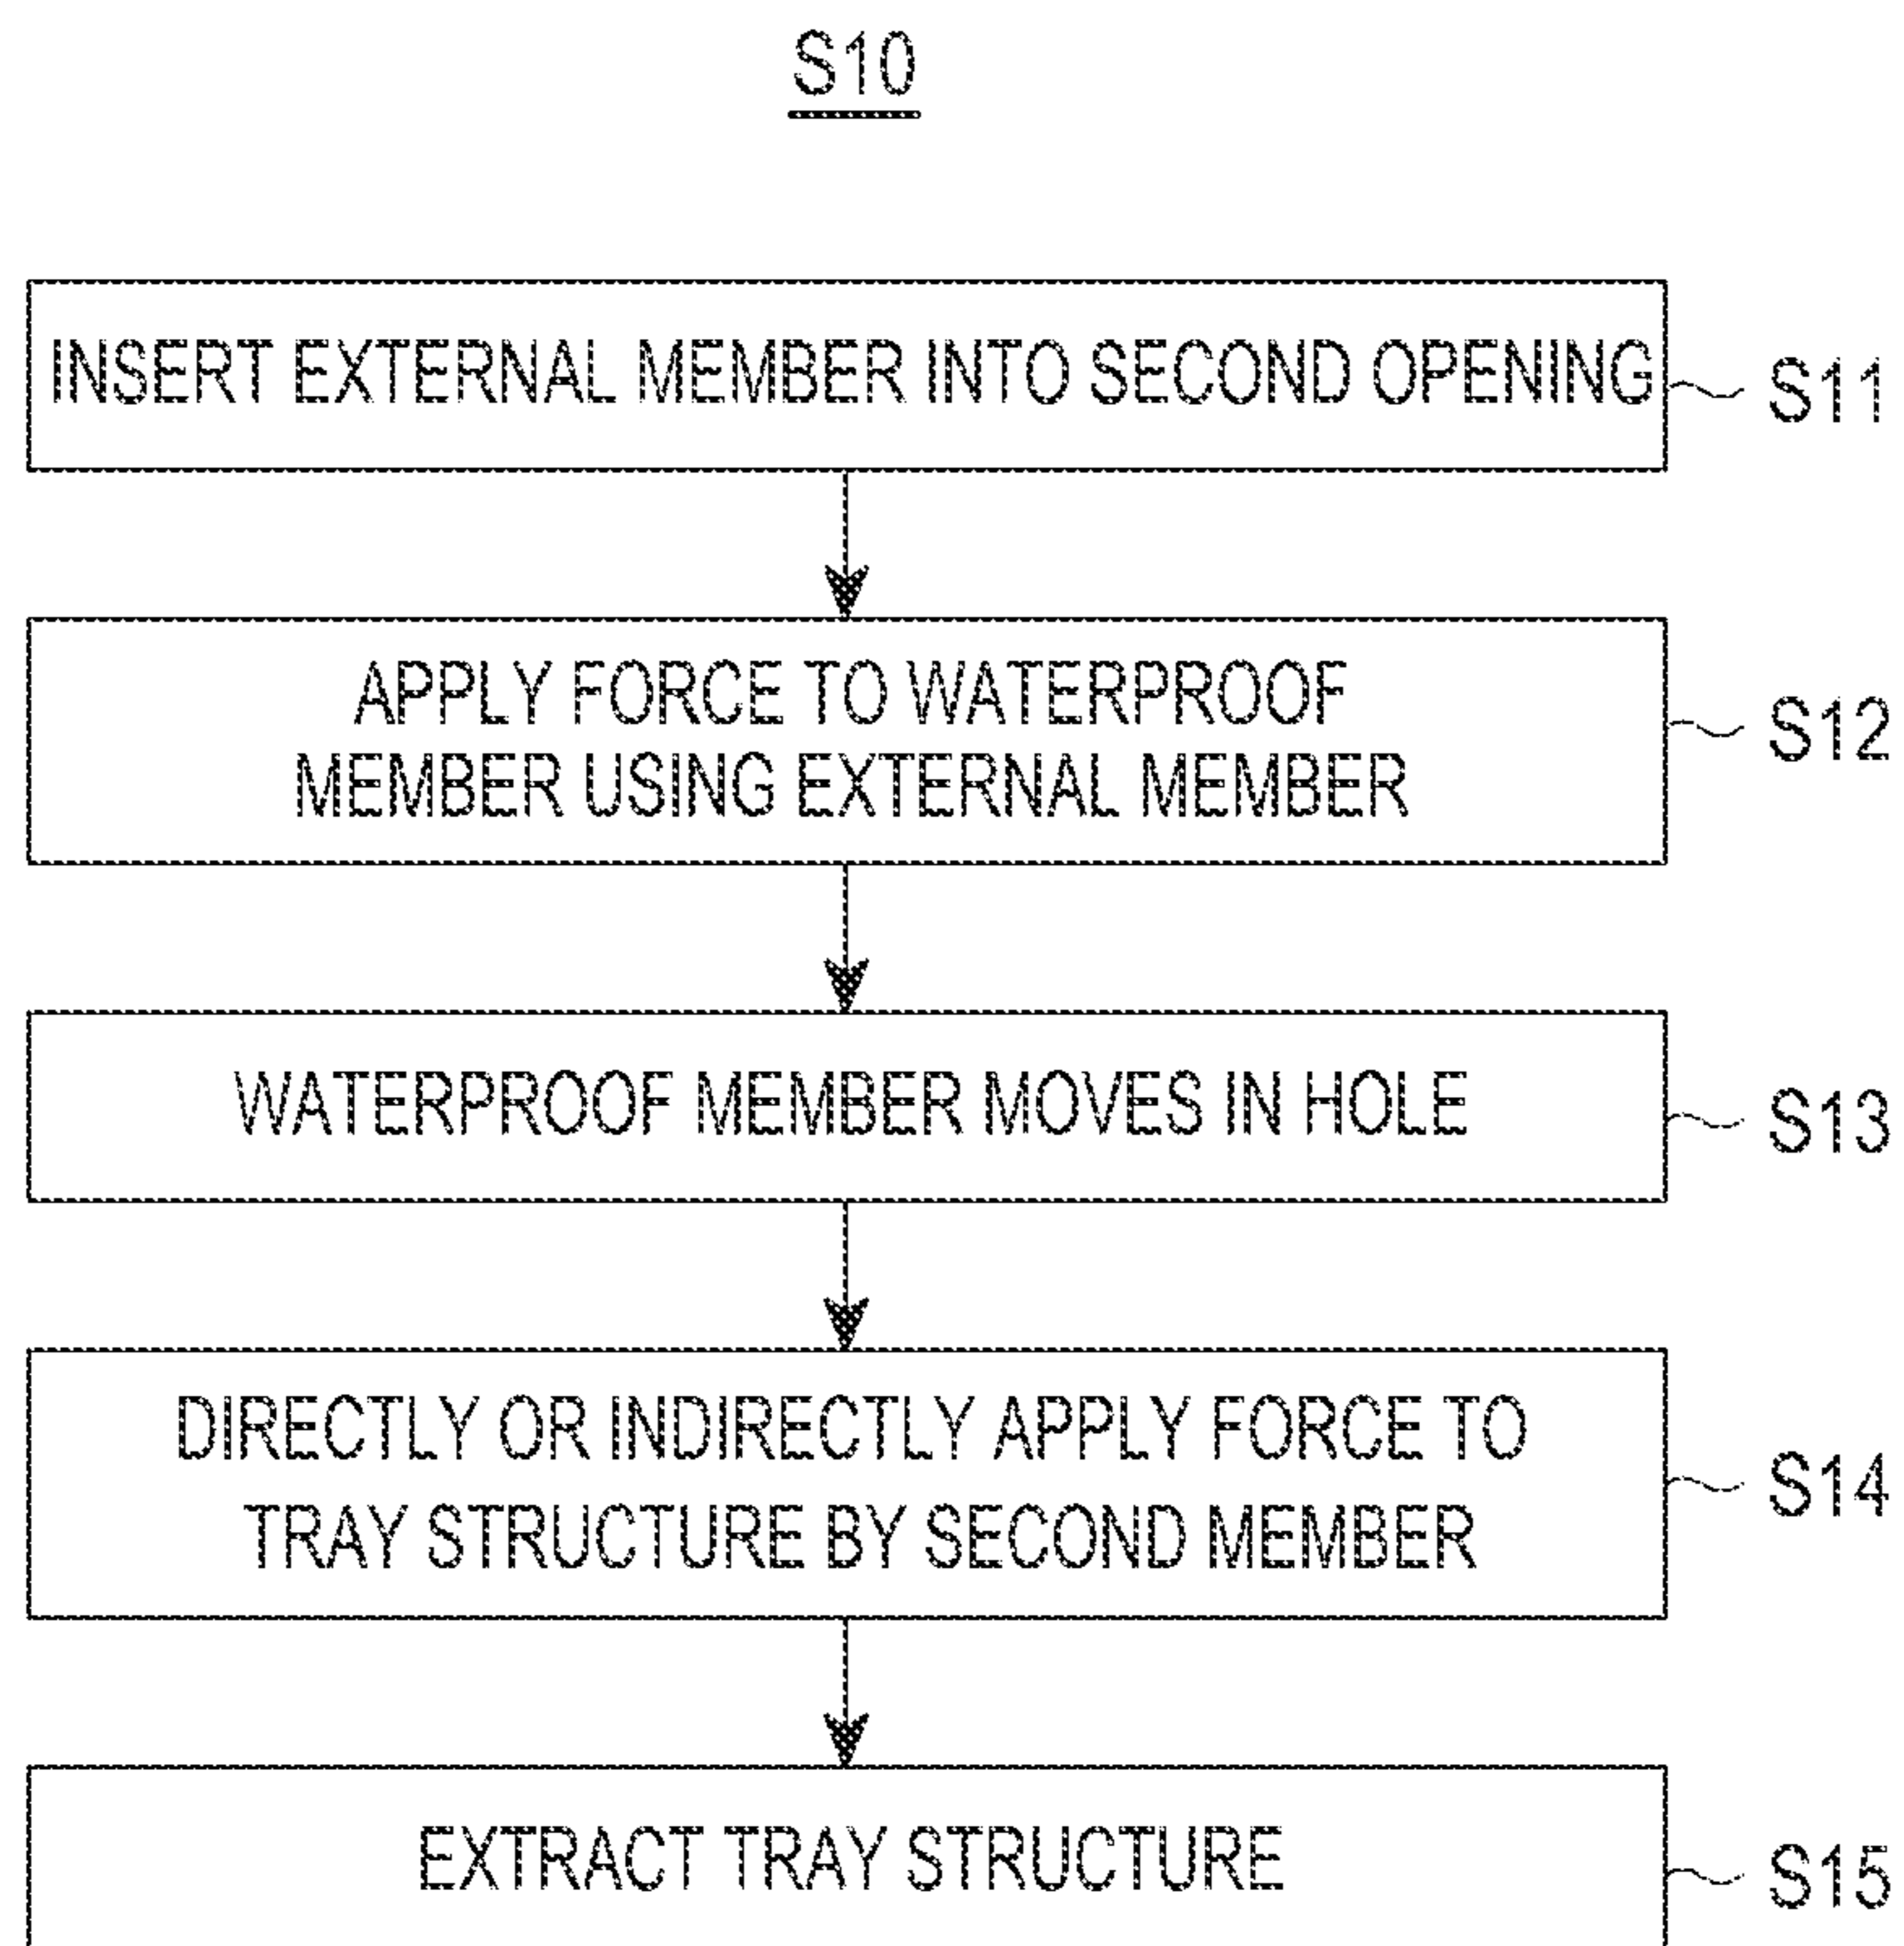 S10
INSERT EXTERNAL MEMBER INTO SECOND OPENING
S11
APPLY FORCE TO WATERPROOF
MEMBER USING EXTERNAL MEMBER
S12
WATERPROOF MEMBER MOVES IN HOLE
S13
DIRECTLY OR INDIRECTLY APPLY FORCE TO
TRAY STRUCTURE BY SECOND MEMBER
S14
EXTRACT TRAY STRUCTURE
S15